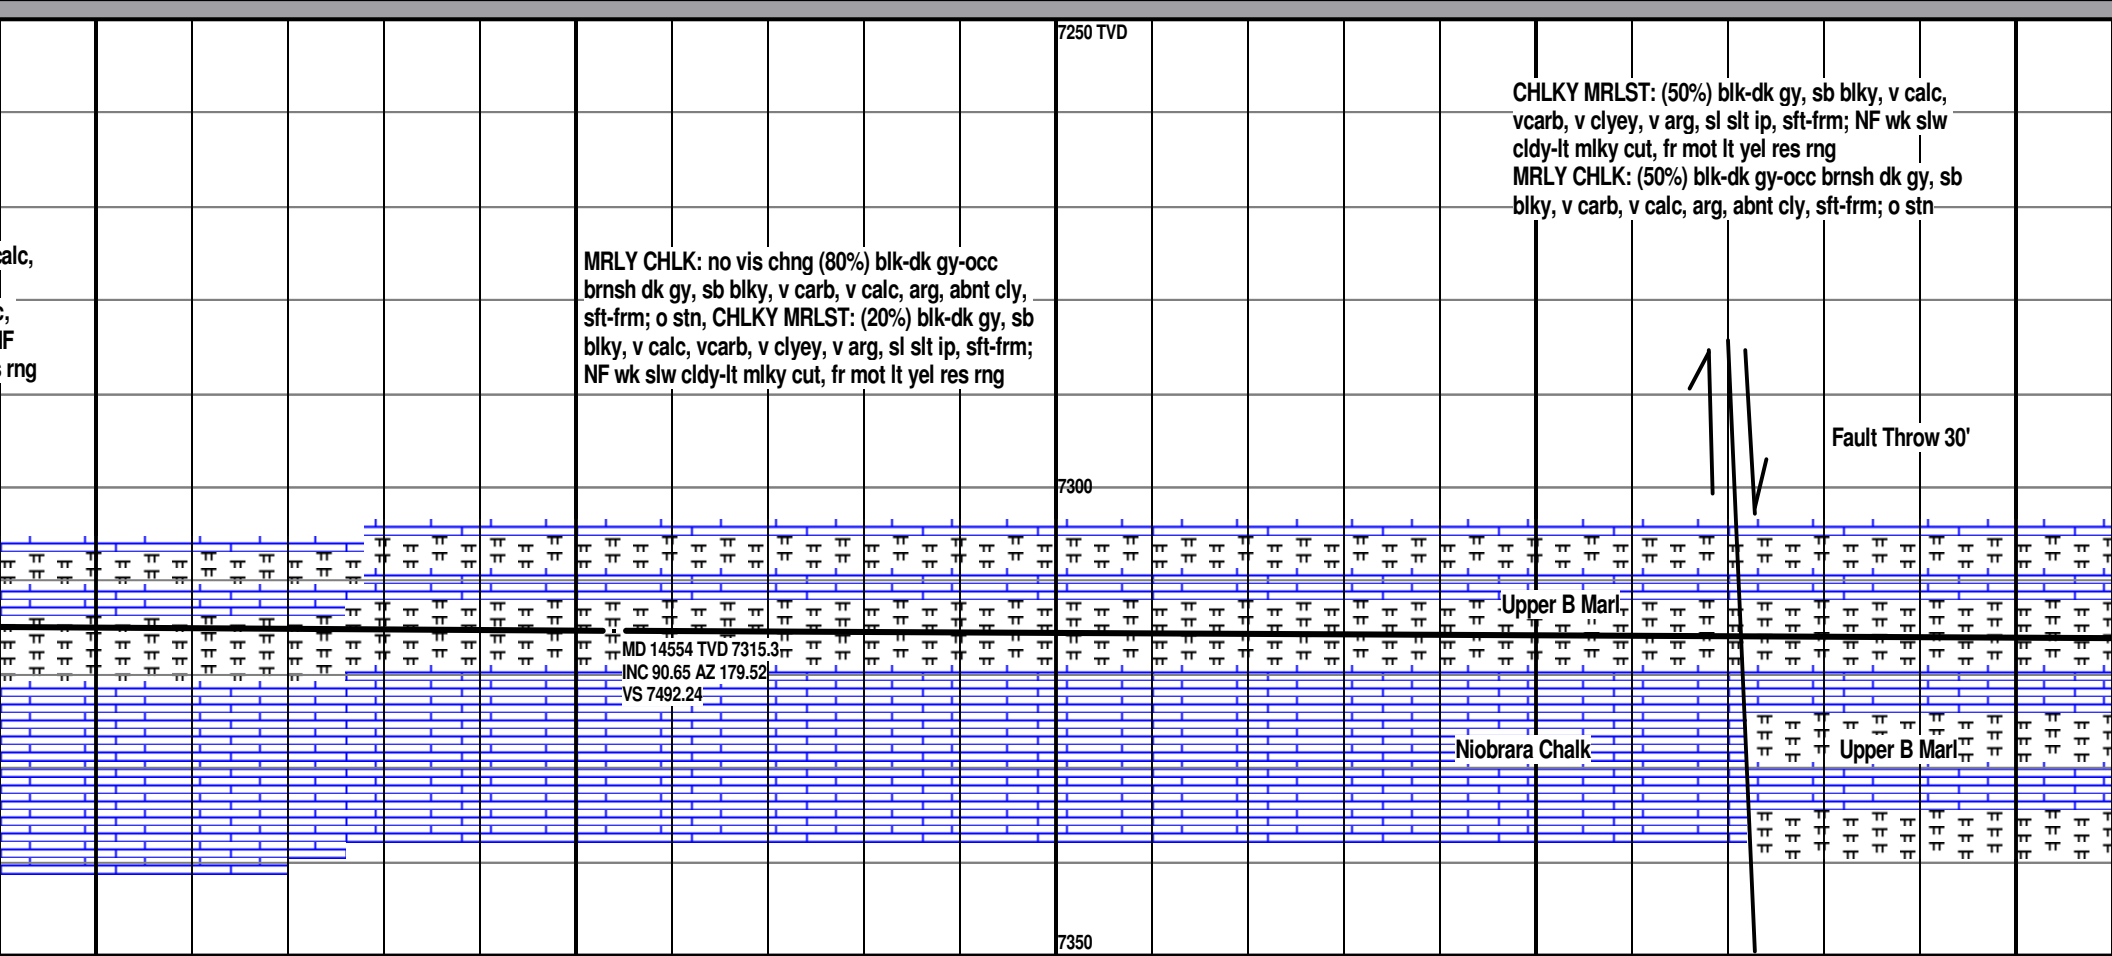 7250 TVD
CHLKY MRLST: (50%) blk-dk gy, sb blky, v calc,
vcarb, v clyey, v arg, sl slt ip, sft-frm; NF wk slw
cldy-lt mlky cut, fr mot lt yel res rng
MRLY CHLK: (50%) blk-dk gy-occ brnsh dk gy, sb
blky, v carb, v calc, arg, abnt cly, sft-frm; o stn
calc,
c,
NF
s rng
MRLY CHLK: no vis chng (80%) blk-dk gy-occ
brnsh dk gy, sb blky, v carb, v calc, arg, abnt cly,
sft-frm; o stn, CHLKY MRLST: (20%) blk-dk gy, sb
blky, v calc, vcarb, v clyey, v arg, sl slt ip, sft-frm;
NF wk slw cldy-lt mlky cut, fr mot lt yel res rng
Fault Throw 30'
7300
Upper B Marl
MD 14554 TVD 7315.3
INC 90.65 AZ 179.52
VS 7492.24
Niobrara Chalk
Upper B Marl
7350